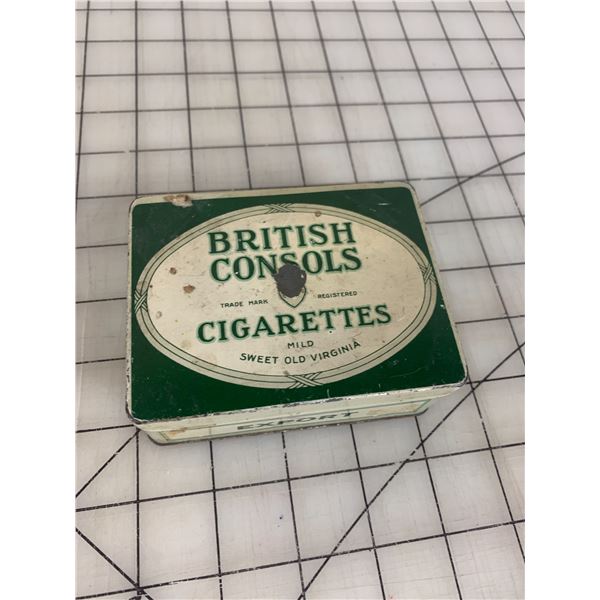 BRITISH
CONSOLS
TRADE MARK REGISTERED
CIGARETTES
MILD
SWEET OLD VIRGINIA
EXPORT